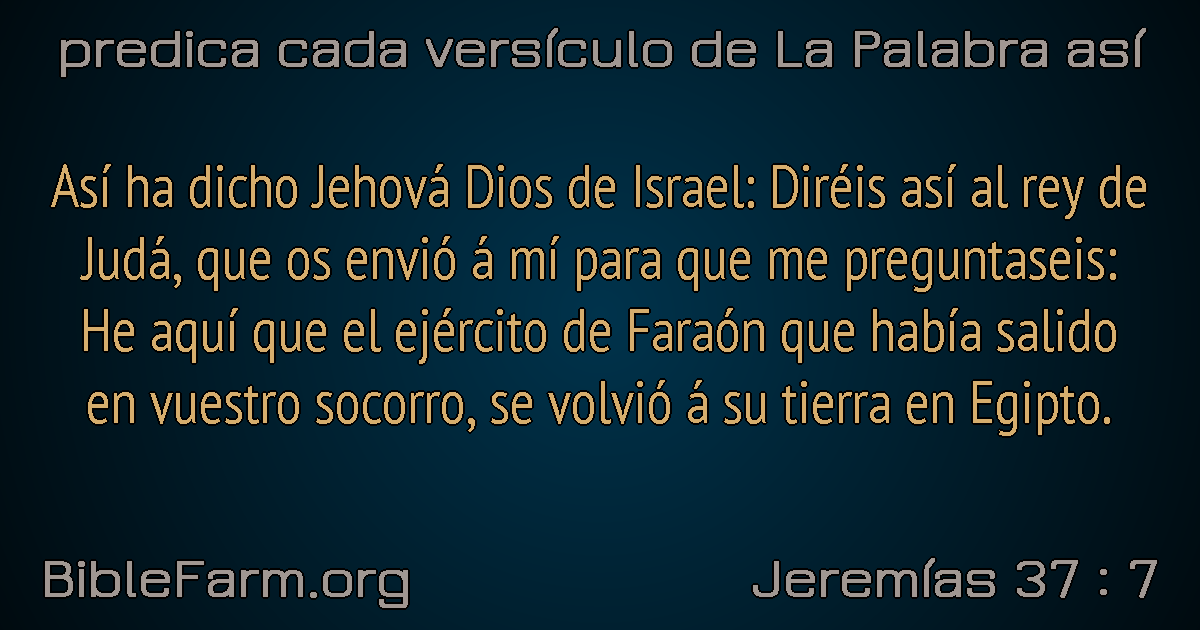 predica cada versículo de La Palabra así
Así ha dicho Jehová Dios de Israel: Diréis así al rey de
Judá, que os envió á mí para que me preguntaseis:
He aquí que el ejército de Faraón que había salido
en vuestro socorro, se volvió á su tierra en Egipto.
BibleFarm.org
Jeremías 37 : 7